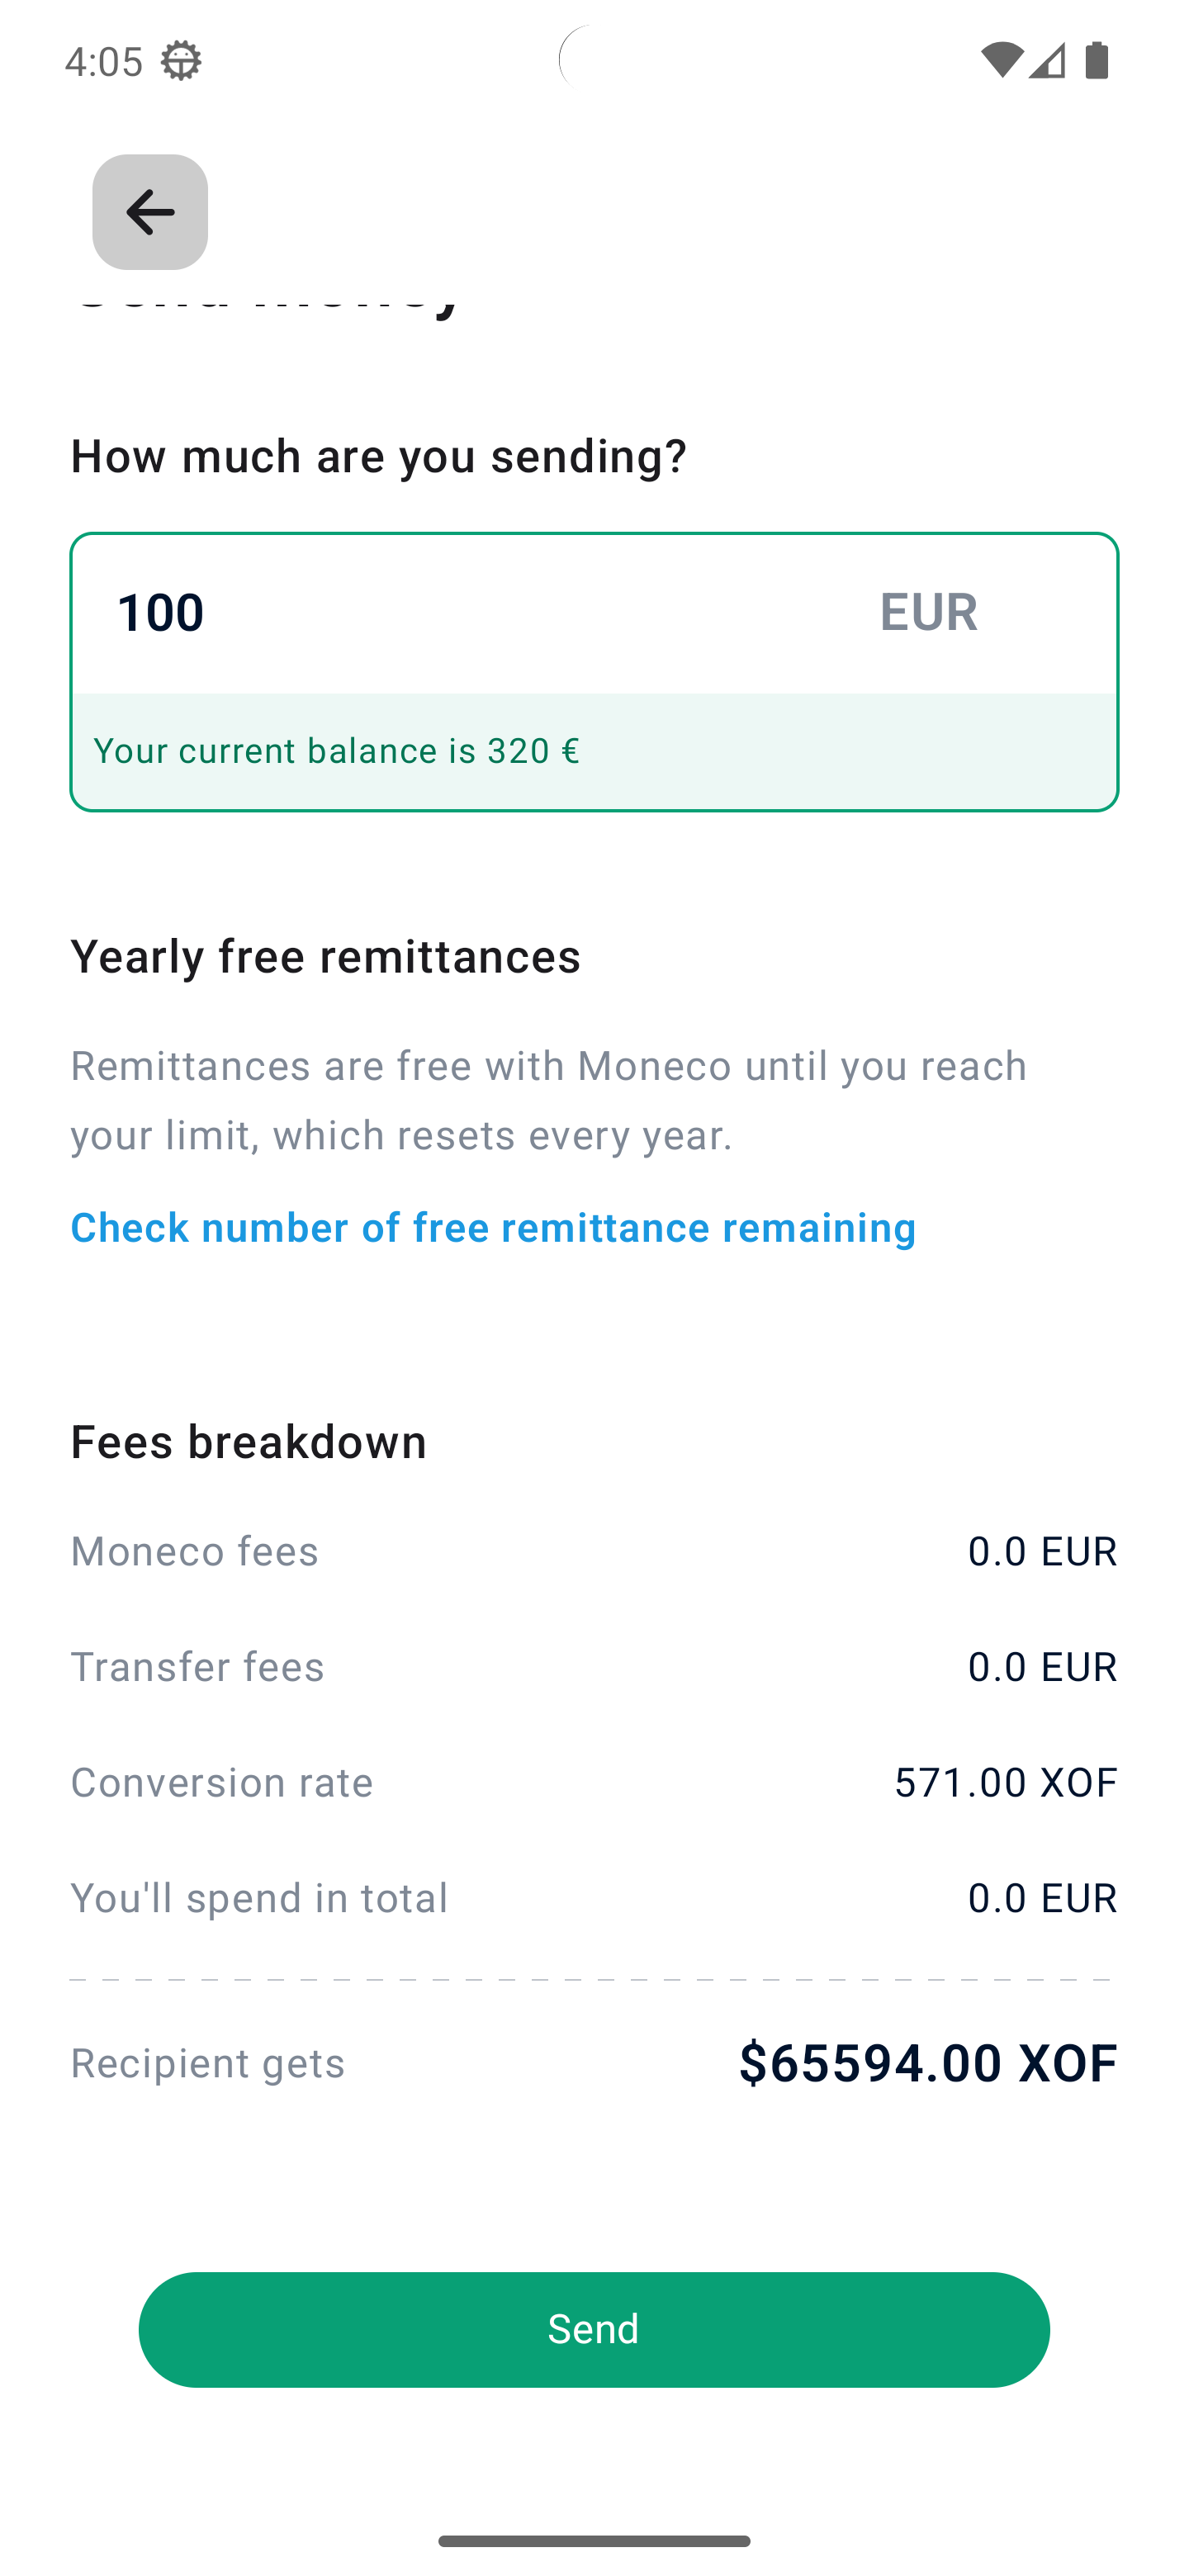 4:05
Send money
How much are you sending?
100 EUR
Your current balance is 320 €
Yearly free remittances
Remittances are free with Moneco until you reach
your limit, which resets every year.
Check number of free remittance remaining
Fees breakdown
Moneco fees 0.0 EUR
Transfer fees 0.0 EUR
Conversion rate 571.00 XOF
You'll spend in total 0.0 EUR
Recipient gets $65594.00 XOF
Send